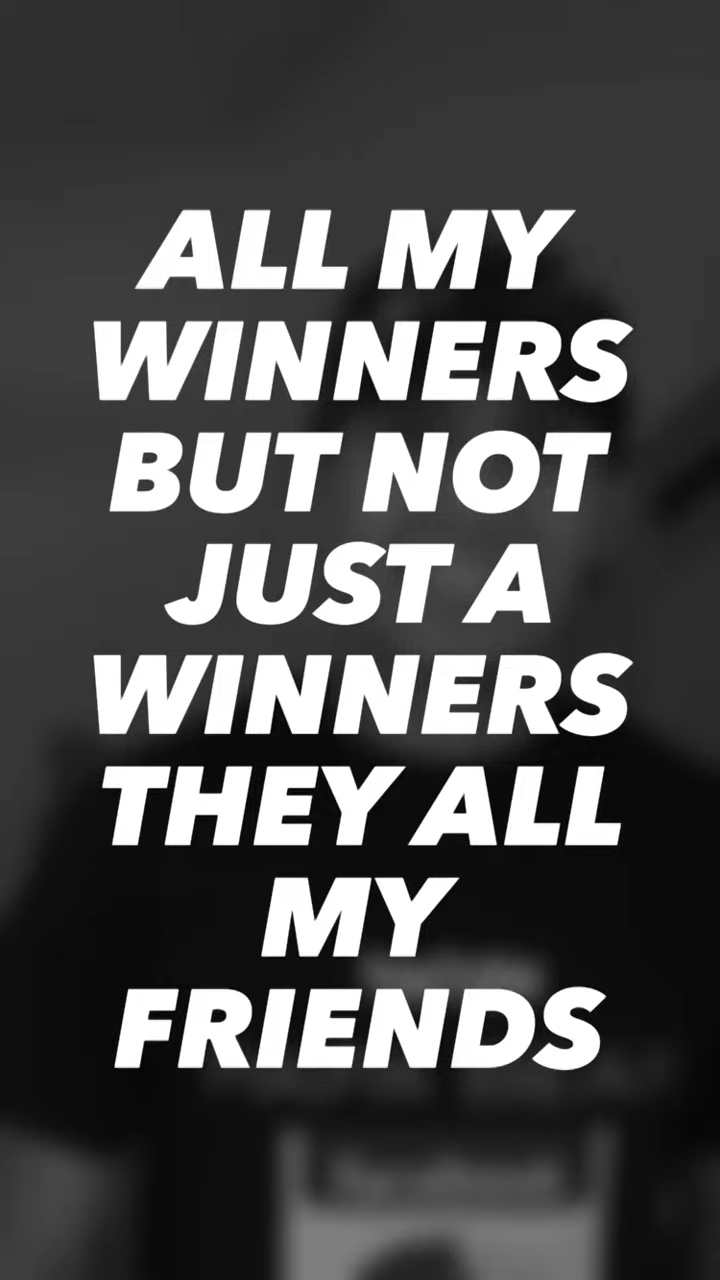 ALL MY
WINNERS
BUT NOT
JUST A
WINNERS
THEY ALL
MY
FRIENDS